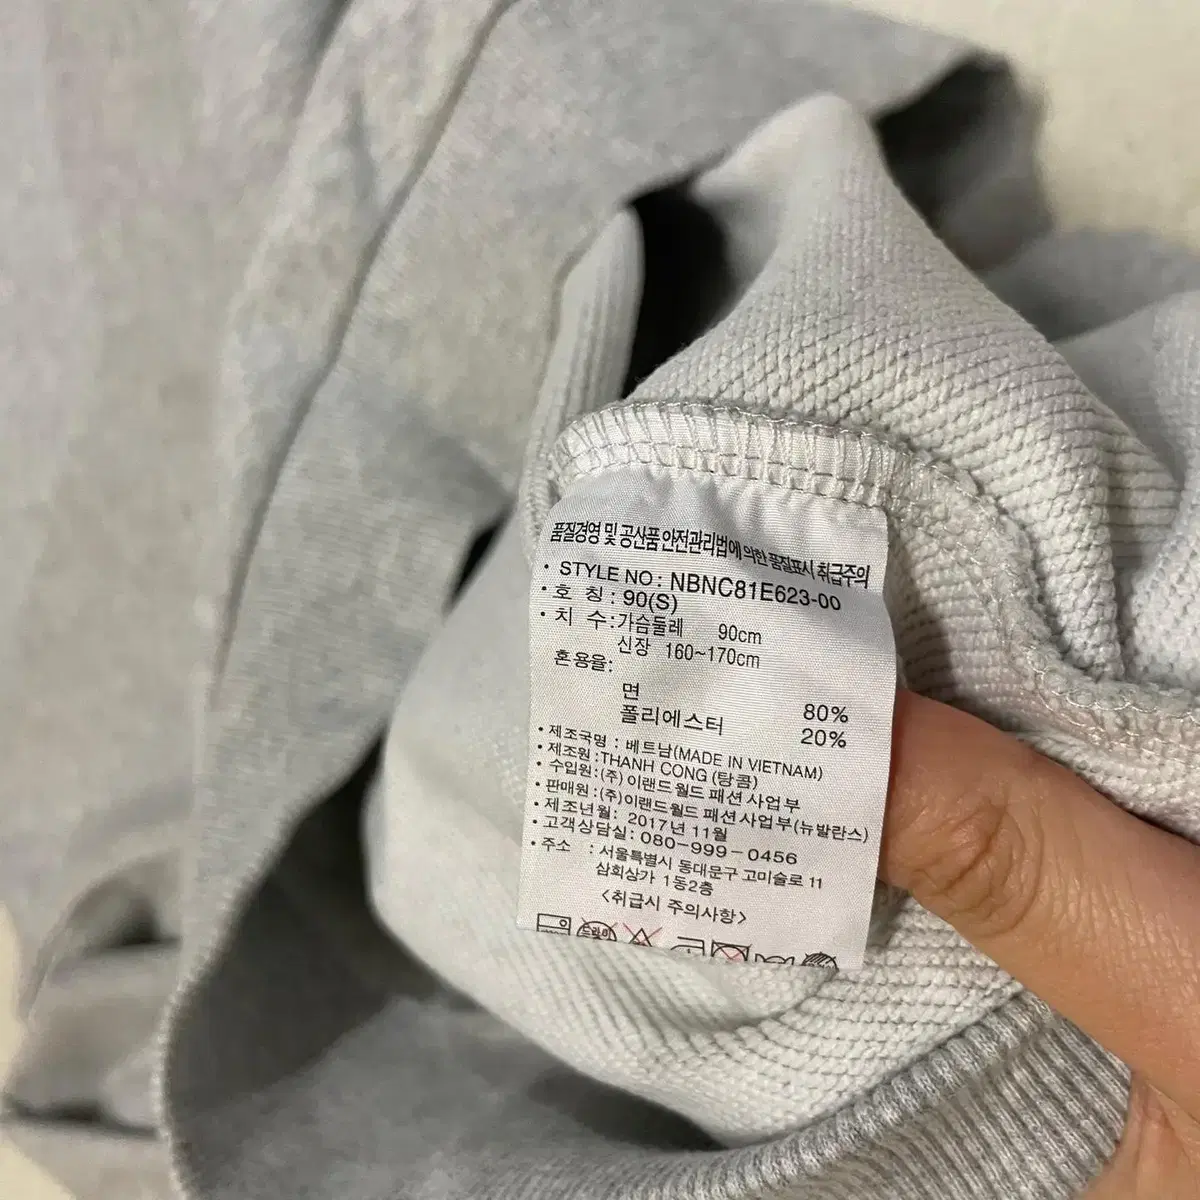 품질경영 및 공산품 안전관리법에 의한 품질표시 취급주의
• STYLE NO : NBNC81E623-00
• 호 칭 : 90(S)
• 치 수 : 가슴둘레 90cm
신장 160~170cm
혼용율:
면 80%
폴리에스터 20%
• 제조국명 : 베트남(MADE IN VIETNAM)
• 제조원 : THANH CONG (탕콤)
• 수입원 : (주) 이랜드월드 패션사업부
• 판매원 : (주)이랜드월드 패션사업부(뉴발란스)
• 제조년월: 2017년 11월
• 고객상담실: 080-999-0456
• 주소 : 서울특별시 동대문구 고미술로 11
삼희상가 1동2층
<취급시 주의사항>
드라이